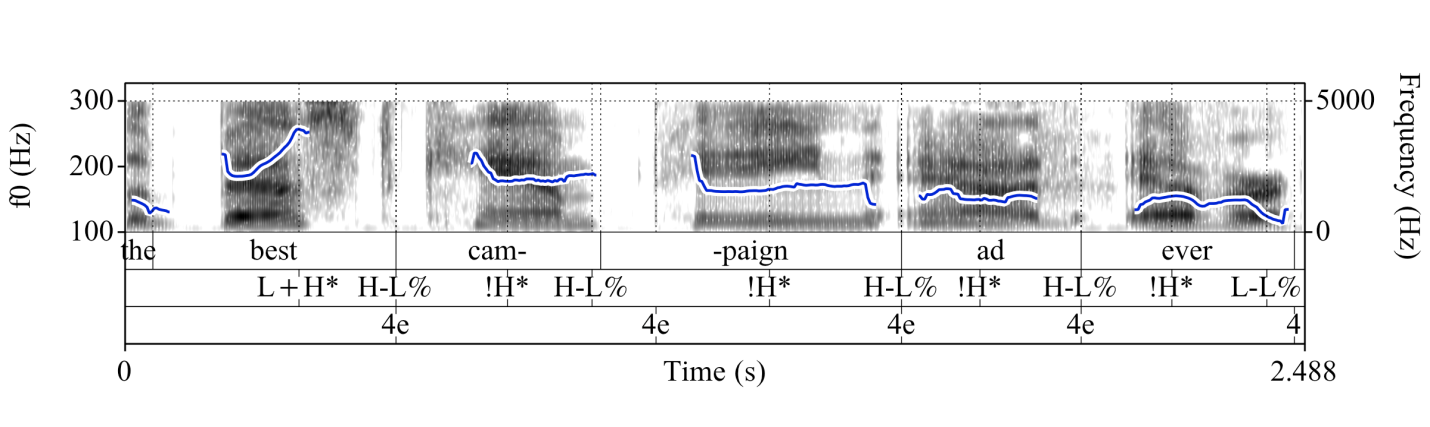 300 5000
200
100 0
f0 (Hz)
Frequency (Hz)
the best cam- -paign ad ever
L+H* H-L% !H* H-L% !H* H-L% !H* H-L% !H* L-L%
4e 4e 4e 4e 4
0 Time (s) 2.488